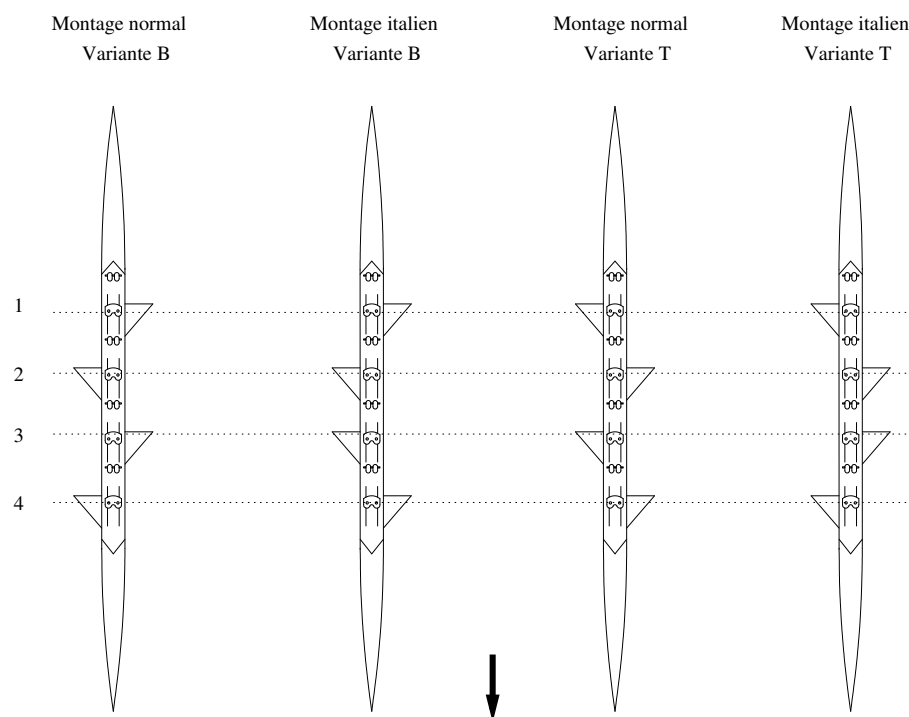 Montage normal
Variante B
Montage italien
Variante B
Montage normal
Variante T
Montage italien
Variante T
1
2
3
4